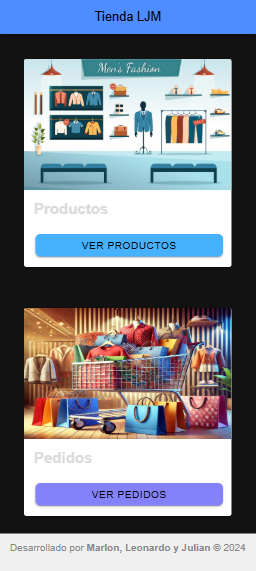 Tienda LJM
Men's Fashion
Productos
VER PRODUCTOS
Pedidos
VER PEDIDOS
Desarrollado por Marlon, Leonardo y Julian © 2024